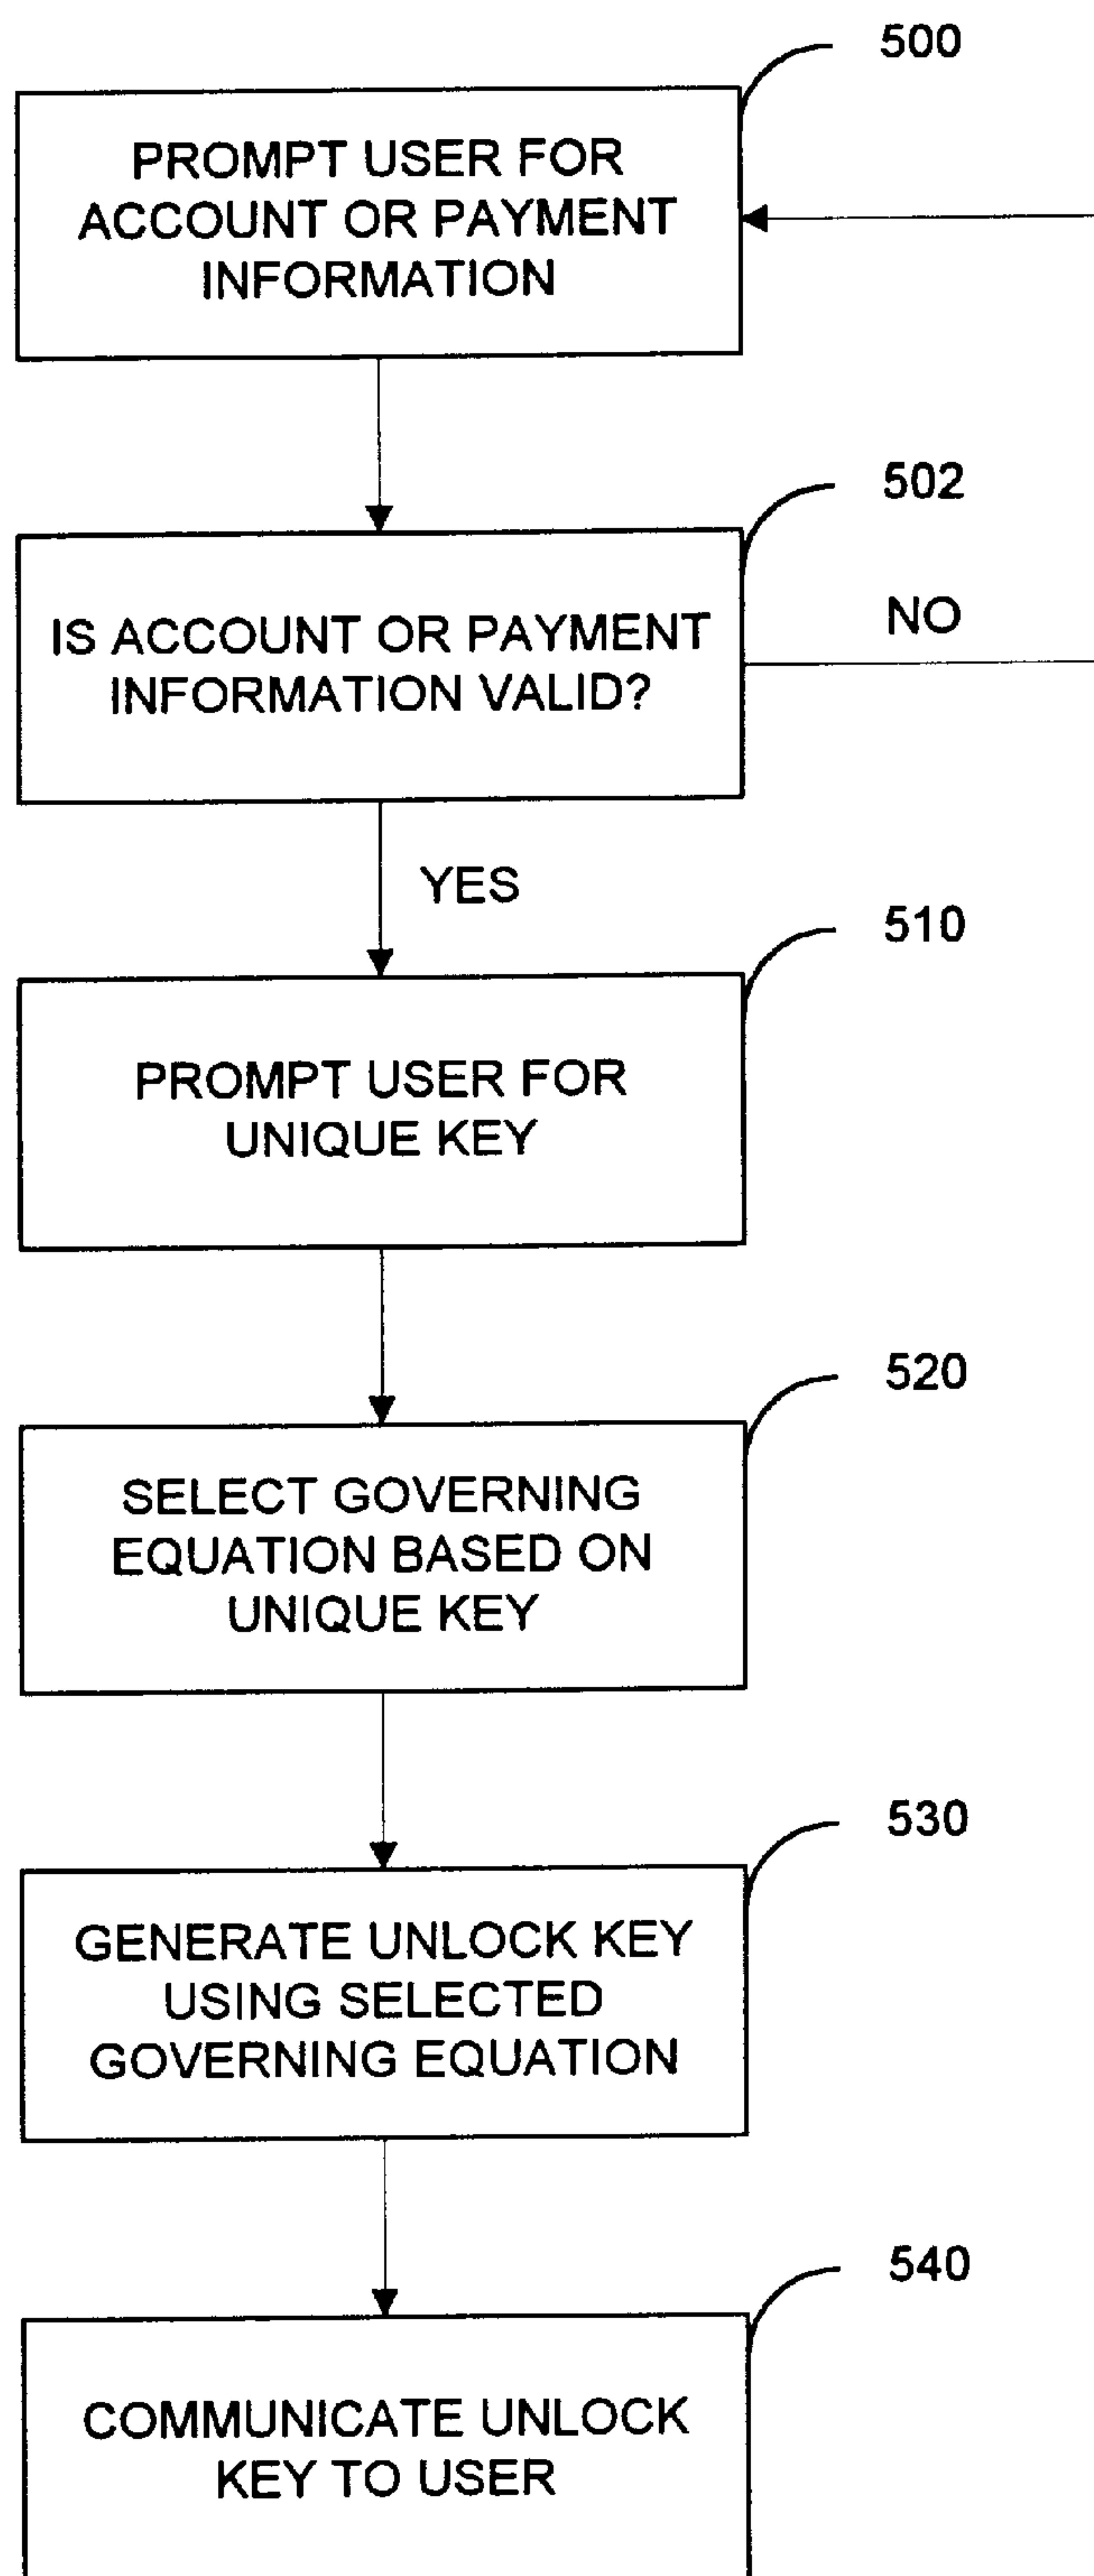 500
PROMPT USER FOR
ACCOUNT OR PAYMENT
INFORMATION
502
IS ACCOUNT OR PAYMENT
INFORMATION VALID?
NO
YES
510
PROMPT USER FOR
UNIQUE KEY
520
SELECT GOVERNING
EQUATION BASED ON
UNIQUE KEY
530
GENERATE UNLOCK KEY
USING SELECTED
GOVERNING EQUATION
540
COMMUNICATE UNLOCK
KEY TO USER